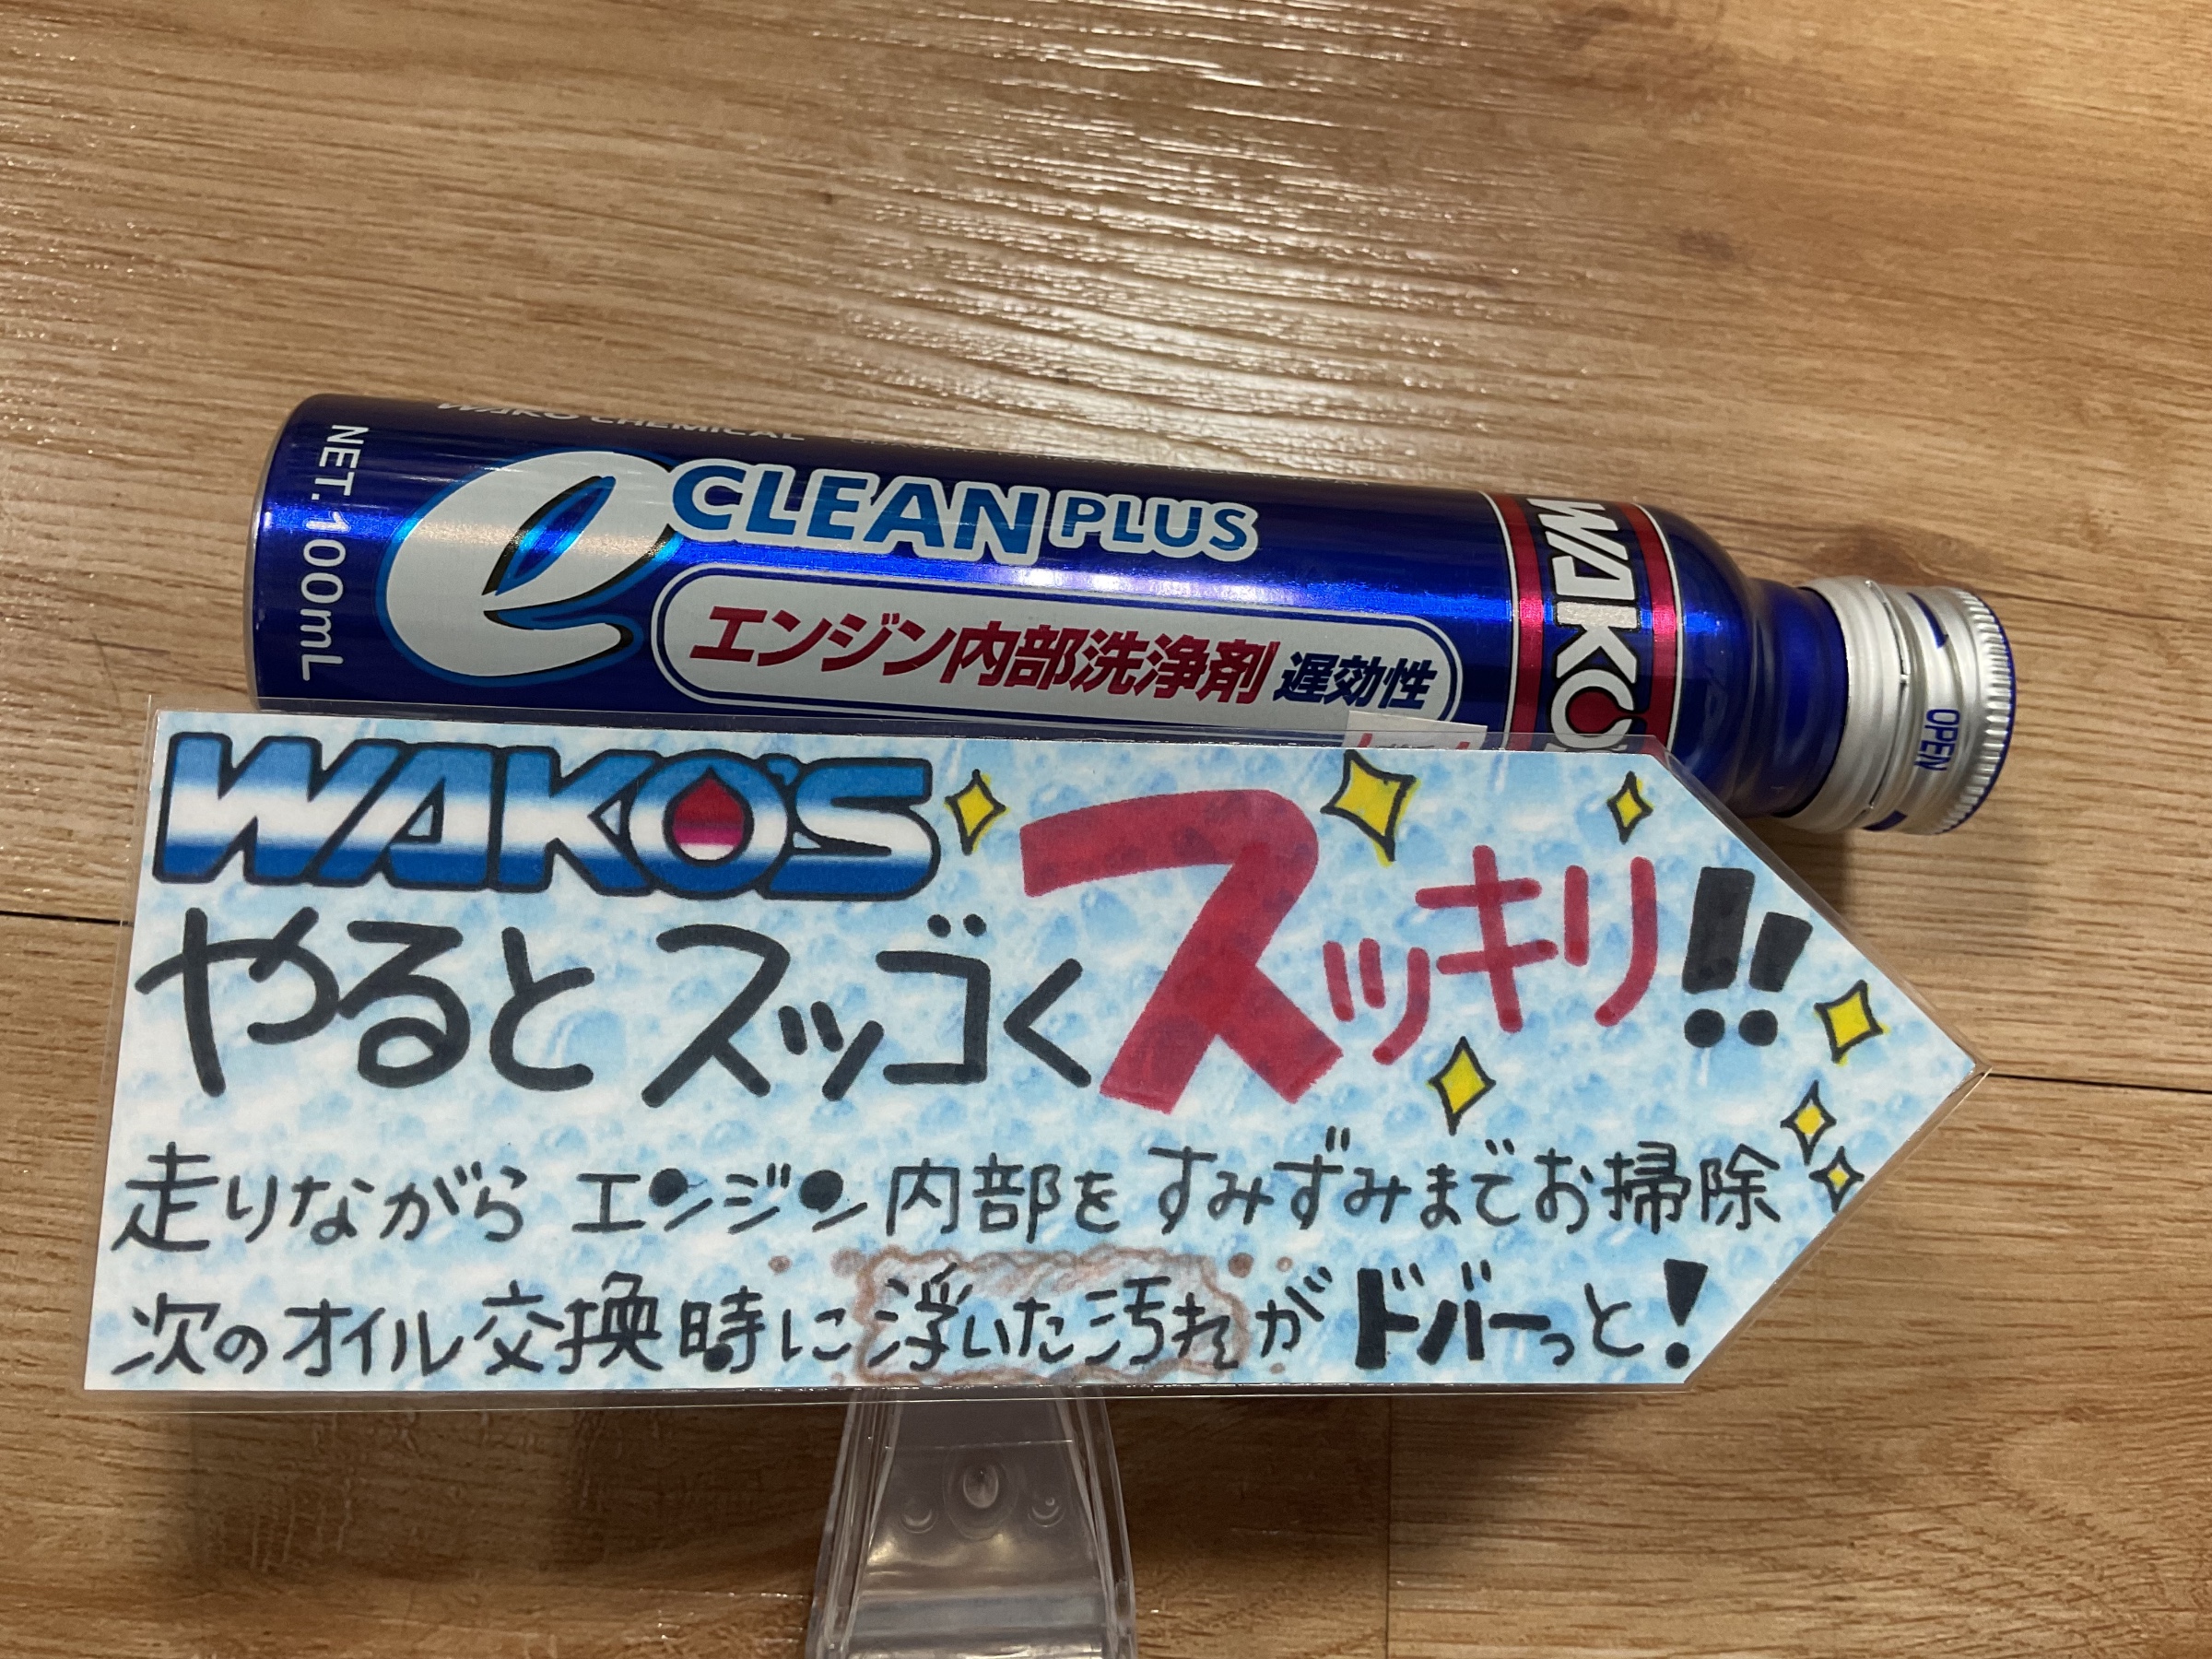 WAKO CHEMICAL
NET. 100mL
e CLEAN PLUS
エンジン内部洗浄剤 遅効性
WAKO'
OPEN
WAKO'S
やるとスッゴくスッキリ!!
走りながらエンジン内部をすみずみまでお掃除
次のオイル交換時に浮いた汚れがドバーっと!